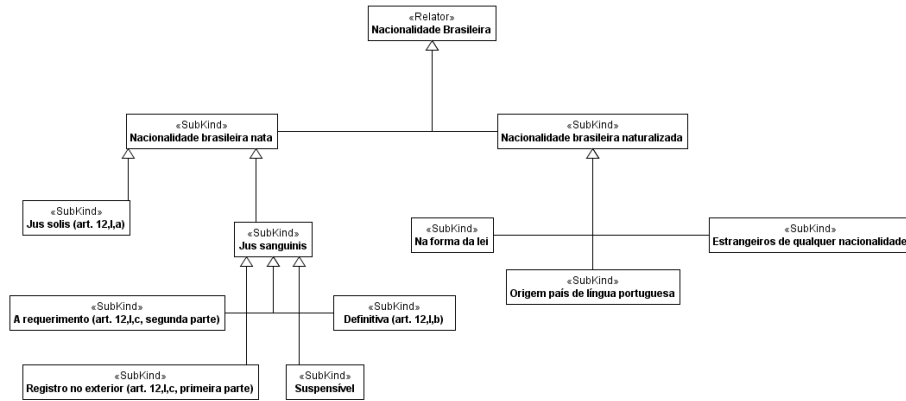 «Relator»
Nacionalidade Brasileira
«SubKind»
Nacionalidade brasileira nata
«SubKind»
Nacionalidade brasileira naturalizada
«SubKind»
Jus solis (art. 12,I,a)
«SubKind»
Jus sanguinis
«SubKind»
Na forma da lei
«SubKind»
Estrangeiros de qualquer nacionalidade
«SubKind»
Origem país de língua portuguesa
«SubKind»
A requerimento (art. 12,I,c, segunda parte)
«SubKind»
Definitiva (art. 12,I,b)
«SubKind»
Registro no exterior (art. 12,I,c, primeira parte)
«SubKind»
Suspensível